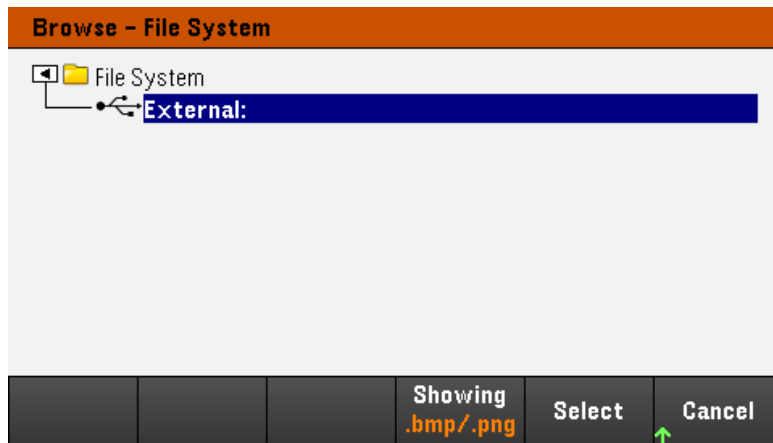 Browse – File System
File System
External:
Showing
.bmp/.png
Select
Cancel